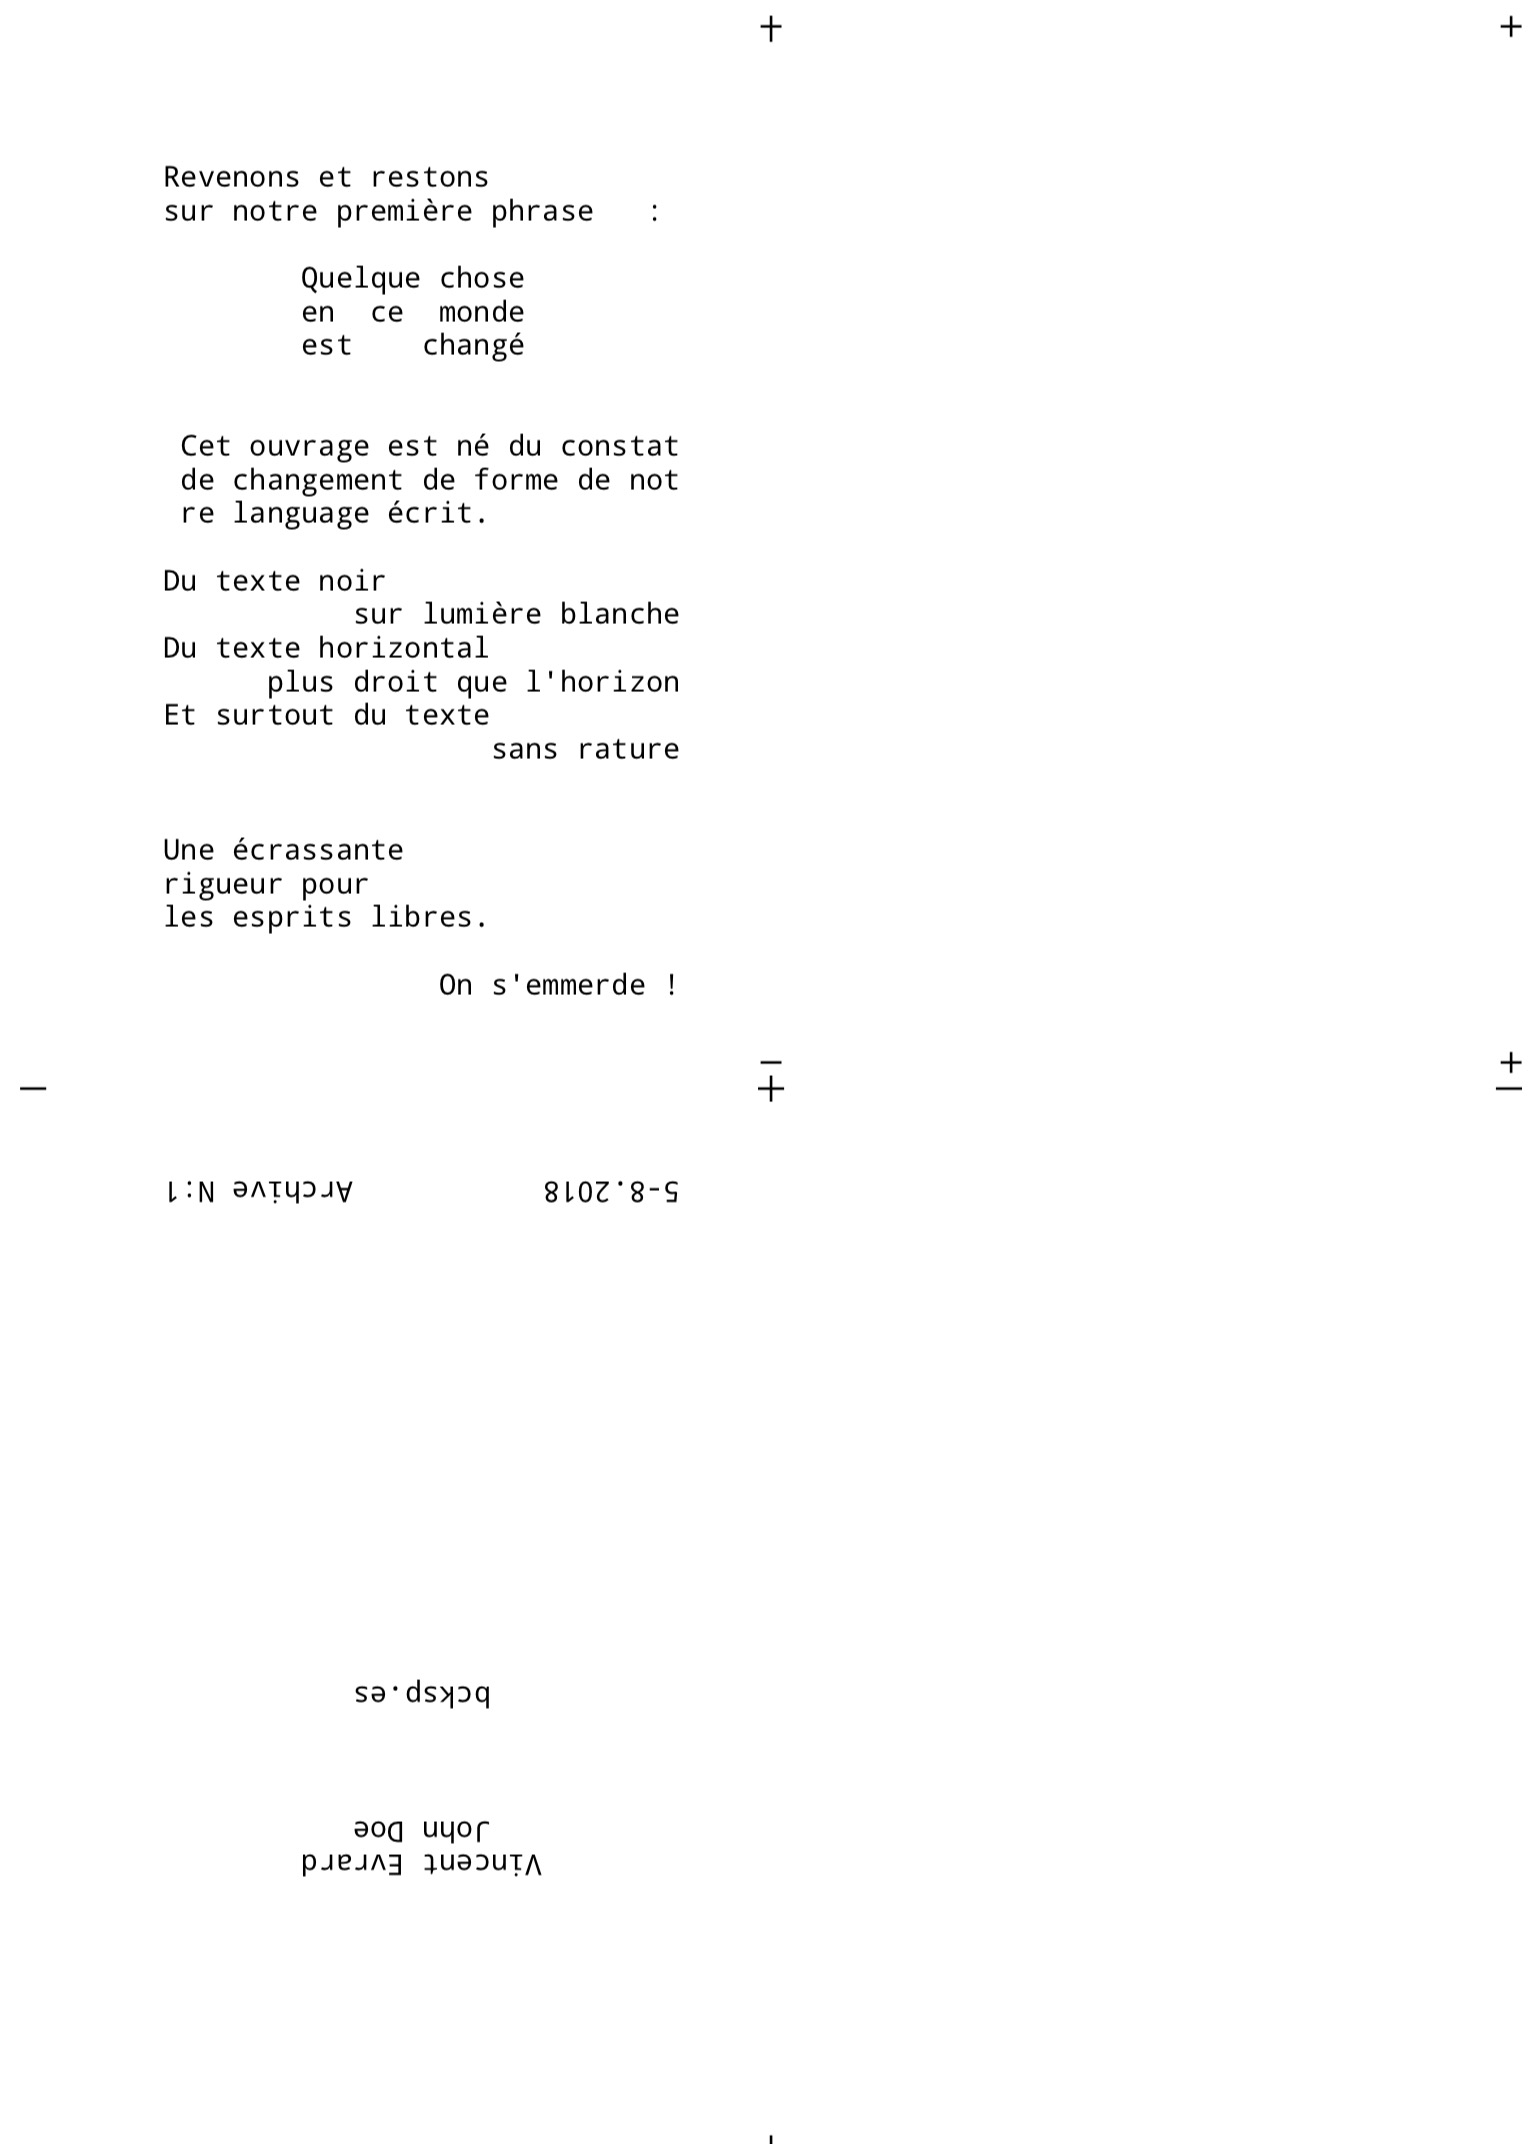 Revenons et restons
sur notre première phrase   :
Quelque chose
en  ce  monde
est    changé
Cet ouvrage est né du constat
de changement de forme de not
re language écrit.
Du texte noir
sur lumière blanche
Du texte horizontal
plus droit que l'horizon
Et surtout du texte
sans rature
Une écrassante
rigueur pour
les esprits libres.
On s'emmerde !
Vincent Evrard
John Doe
bcksp.es
5-8.2018           Archive N:1